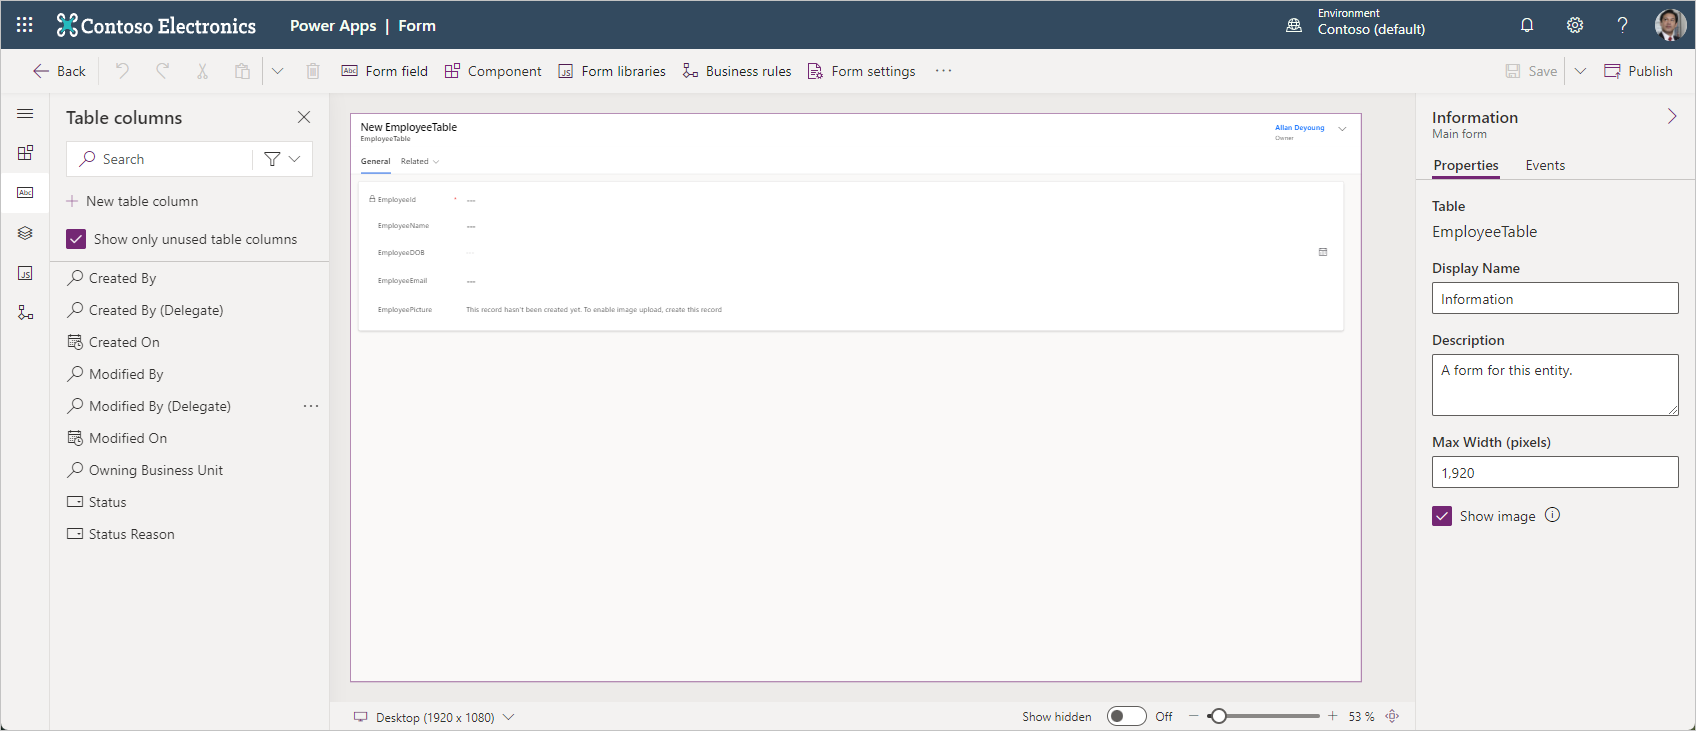 Contoso Electronics
Power Apps | Form
Environment
Contoso (default)
Back
Abc Form field
Component
JS Form libraries
Business rules
Form settings
Save
Publish
Table columns
Search
New table column
Show only unused table columns
Abc
JS
Created By
Created By (Delegate)
Created On
Modified By
Modified By (Delegate)
Modified On
Owning Business Unit
Status
Status Reason
New EmployeeTable
EmployeeTable
Allan Deyoung
Owner
General
Related
EmployeeId * ---
EmployeeName ---
EmployeeDOB ---
EmployeeEmail ---
EmployeePicture This record hasn't been created yet. To enable image upload, create this record
Desktop (1920 x 1080)
Show hidden
Off
53 %
Information
Main form
Properties
Events
Table
EmployeeTable
Display Name
Information
Description
A form for this entity.
Max Width (pixels)
1,920
Show image